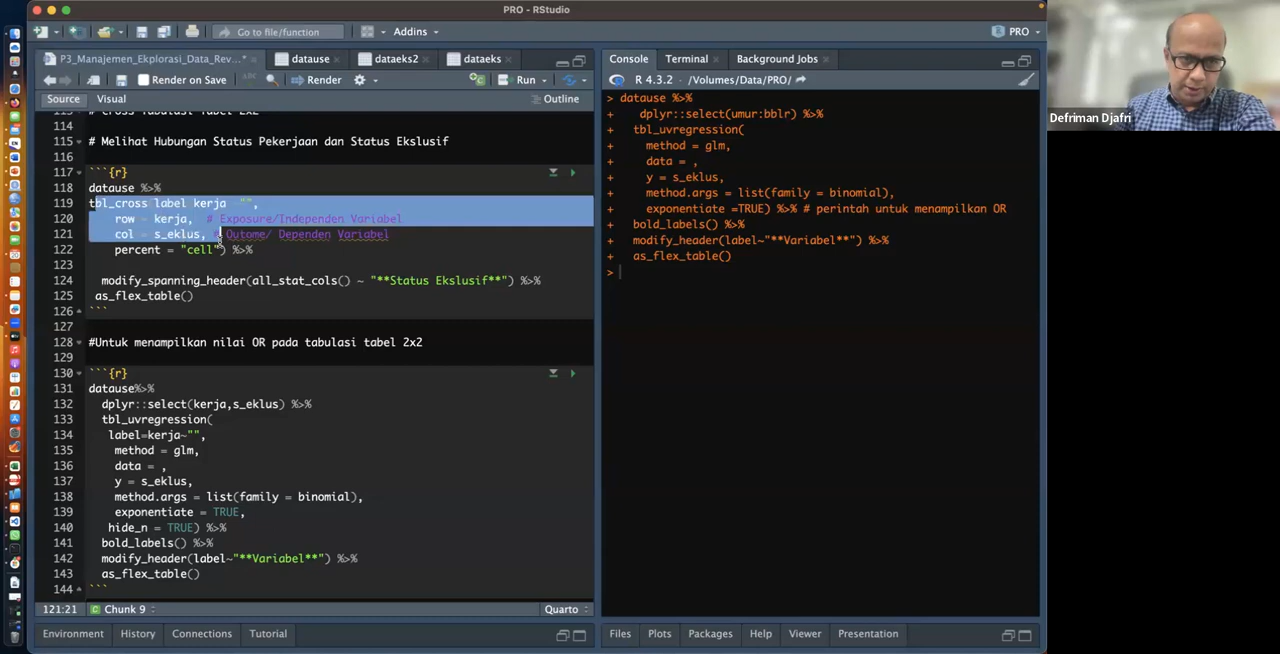 PRO - RStudio
Go to file/function
Addins
PRO
P3_Manajemen_Ekplorasi_Data_Rev...*
datause
dataeks2
dataeks
Render on Save
Render
Run
Source
Visual
Outline
114
115 # Melihat Hubungan Status Pekerjaan dan Status Ekslusif
116
117 ```{r}
118 datause %>%
119 tbl_cross(label kerja ~"",
120 row = kerja, # Exposure/Independen Variabel
121 col = s_eklus, # Outome/ Dependen Variabel
122 percent = "cell") %>%
123
124 modify_spanning_header(all_stat_cols() ~ "**Status Ekslusif**") %>%
125 as_flex_table()
126 ```
127
128 #Untuk menampilkan nilai OR pada tabulasi tabel 2x2
129
130 ```{r}
131 datause%>%
132 dplyr::select(kerja,s_eklus) %>%
133 tbl_uvregression(
134 label=kerja~"",
135 method = glm,
136 data = ,
137 y = s_eklus,
138 method.args = list(family = binomial),
139 exponentiate = TRUE,
140 hide_n = TRUE) %>%
141 bold_labels() %>%
142 modify_header(label~"**Variabel**") %>%
143 as_flex_table()
144 ```
121:21
Chunk 9
Quarto
Environment
History
Connections
Tutorial
Console
Terminal
Background Jobs
R 4.3.2 · /Volumes/Data/PRO/
> datause %>%
+ dplyr::select(umur:bblr) %>%
+ tbl_uvregression(
+ method = glm,
+ data = ,
+ y = s_eklus,
+ method.args = list(family = binomial),
+ exponentiate =TRUE) %>% # perintah untuk menampilkan OR
+ bold_labels() %>%
+ modify_header(label~"**Variabel**") %>%
+ as_flex_table()
>
Files
Plots
Packages
Help
Viewer
Presentation
Defriman Djafri